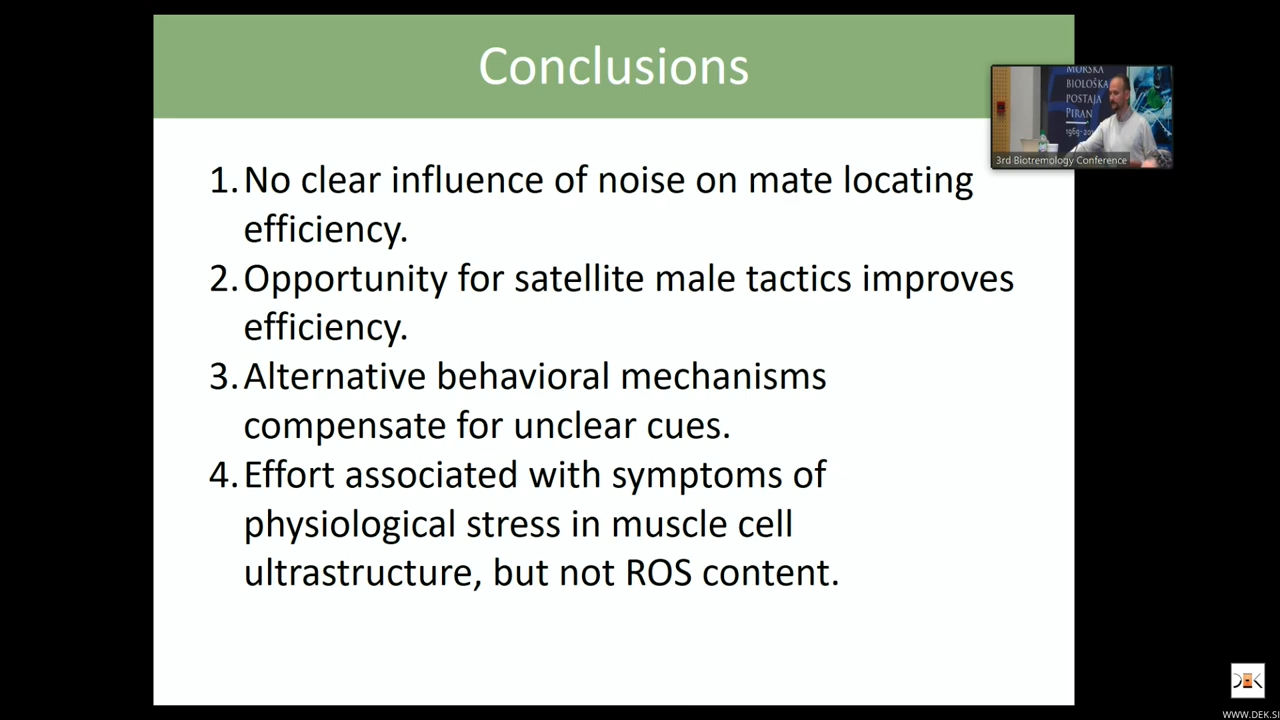 Conclusions
1. No clear influence of noise on mate locating
efficiency.
2. Opportunity for satellite male tactics improves
efficiency.
3. Alternative behavioral mechanisms
compensate for unclear cues.
4. Effort associated with symptoms of
physiological stress in muscle cell
ultrastructure, but not ROS content.
MORSKA
BIOLOŠKA
POSTAJA
PIRAN
3rd Biotremology Conference
WWW.DEK.SI